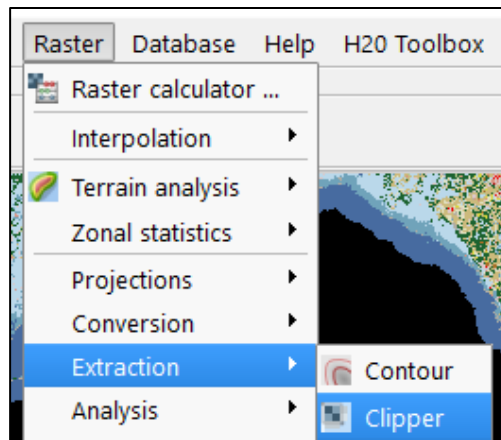 Raster Database Help H20 Toolbox
Raster calculator ...
Interpolation
Terrain analysis
Zonal statistics
Projections
Conversion
Extraction
Contour
Analysis
Clipper